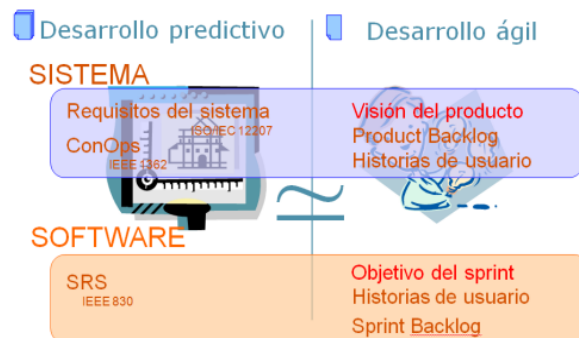 Desarrollo predictivo
Desarrollo ágil
SISTEMA
Requisitos del sistema
ISO/IEC 12207
ConOps
IEEE 1362
Visión del producto
Product Backlog
Historias de usuario
≃
SOFTWARE
SRS
IEEE 830
Objetivo del sprint
Historias de usuario
Sprint Backlog